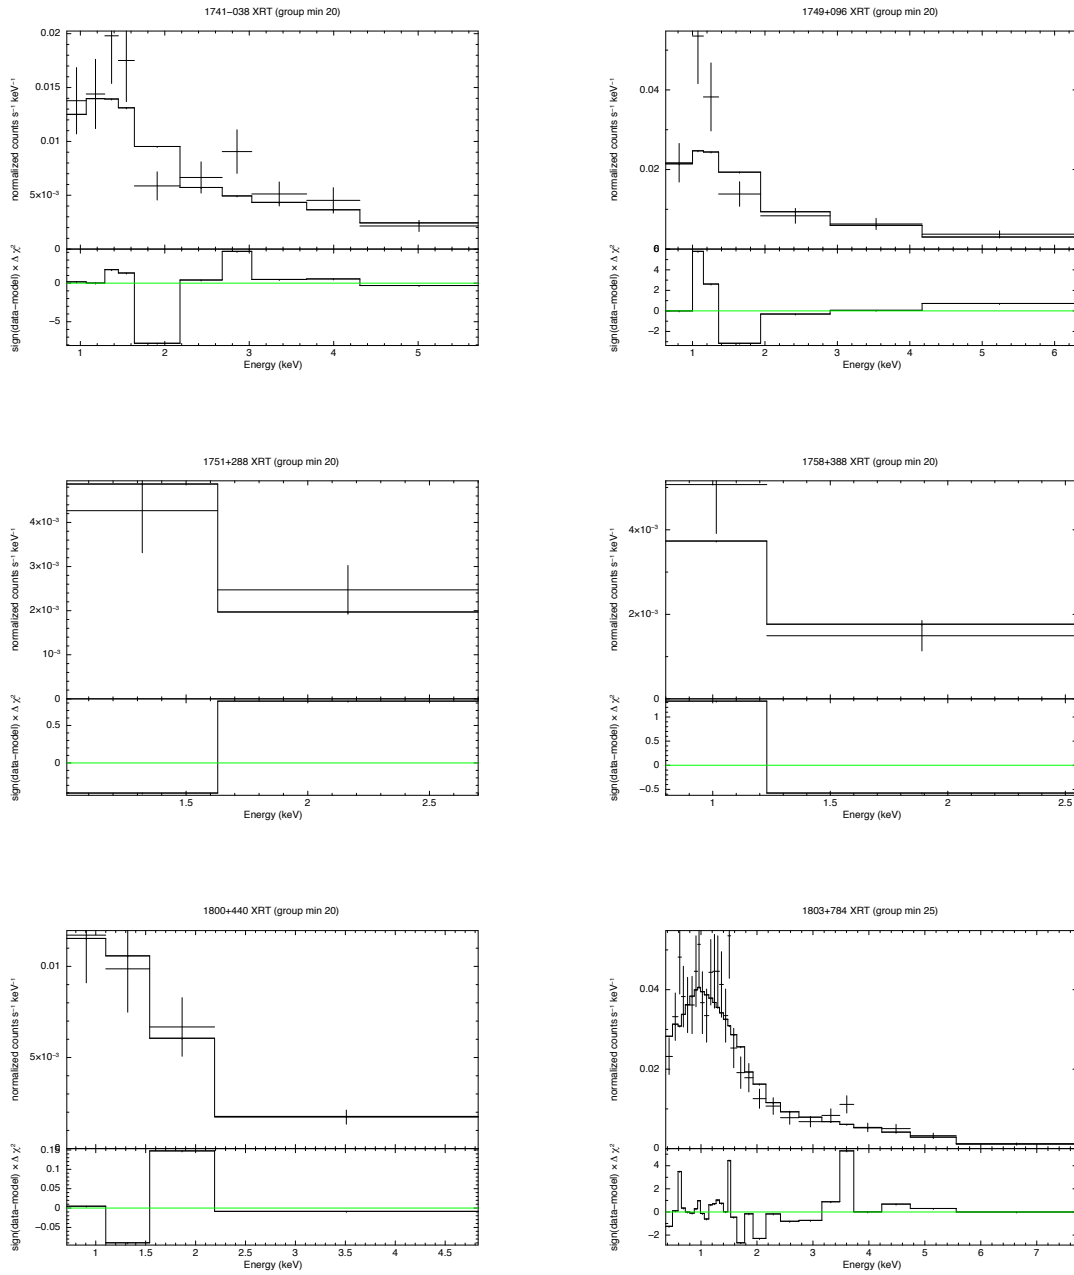 1741−038 XRT (group min 20)
normalized counts s⁻¹ keV⁻¹
0.02
0.015
0.01
5×10⁻³
0
sign(data−model) × Δ χ²
0
−5
1 2 3 4 5
Energy (keV)
1749+096 XRT (group min 20)
normalized counts s⁻¹ keV⁻¹
0.04
0.02
0
sign(data−model) × Δ χ²
6
4
2
0
−2
1 2 3 4 5 6
Energy (keV)
1751+288 XRT (group min 20)
normalized counts s⁻¹ keV⁻¹
4×10⁻³
3×10⁻³
2×10⁻³
10⁻³
0
sign(data−model) × Δ χ²
0.5
0
1.5 2 2.5
Energy (keV)
1758+388 XRT (group min 20)
normalized counts s⁻¹ keV⁻¹
4×10⁻³
2×10⁻³
0
sign(data−model) × Δ χ²
1
0.5
0
−0.5
1 1.5 2 2.5
Energy (keV)
1800+440 XRT (group min 20)
normalized counts s⁻¹ keV⁻¹
0.01
5×10⁻³
0
sign(data−model) × Δ χ²
0.15
0.1
0.05
0
−0.05
1 1.5 2 2.5 3 3.5 4 4.5
Energy (keV)
1803+784 XRT (group min 25)
normalized counts s⁻¹ keV⁻¹
0.04
0.02
0
sign(data−model) × Δ χ²
4
2
0
−2
1 2 3 4 5 6 7
Energy (keV)